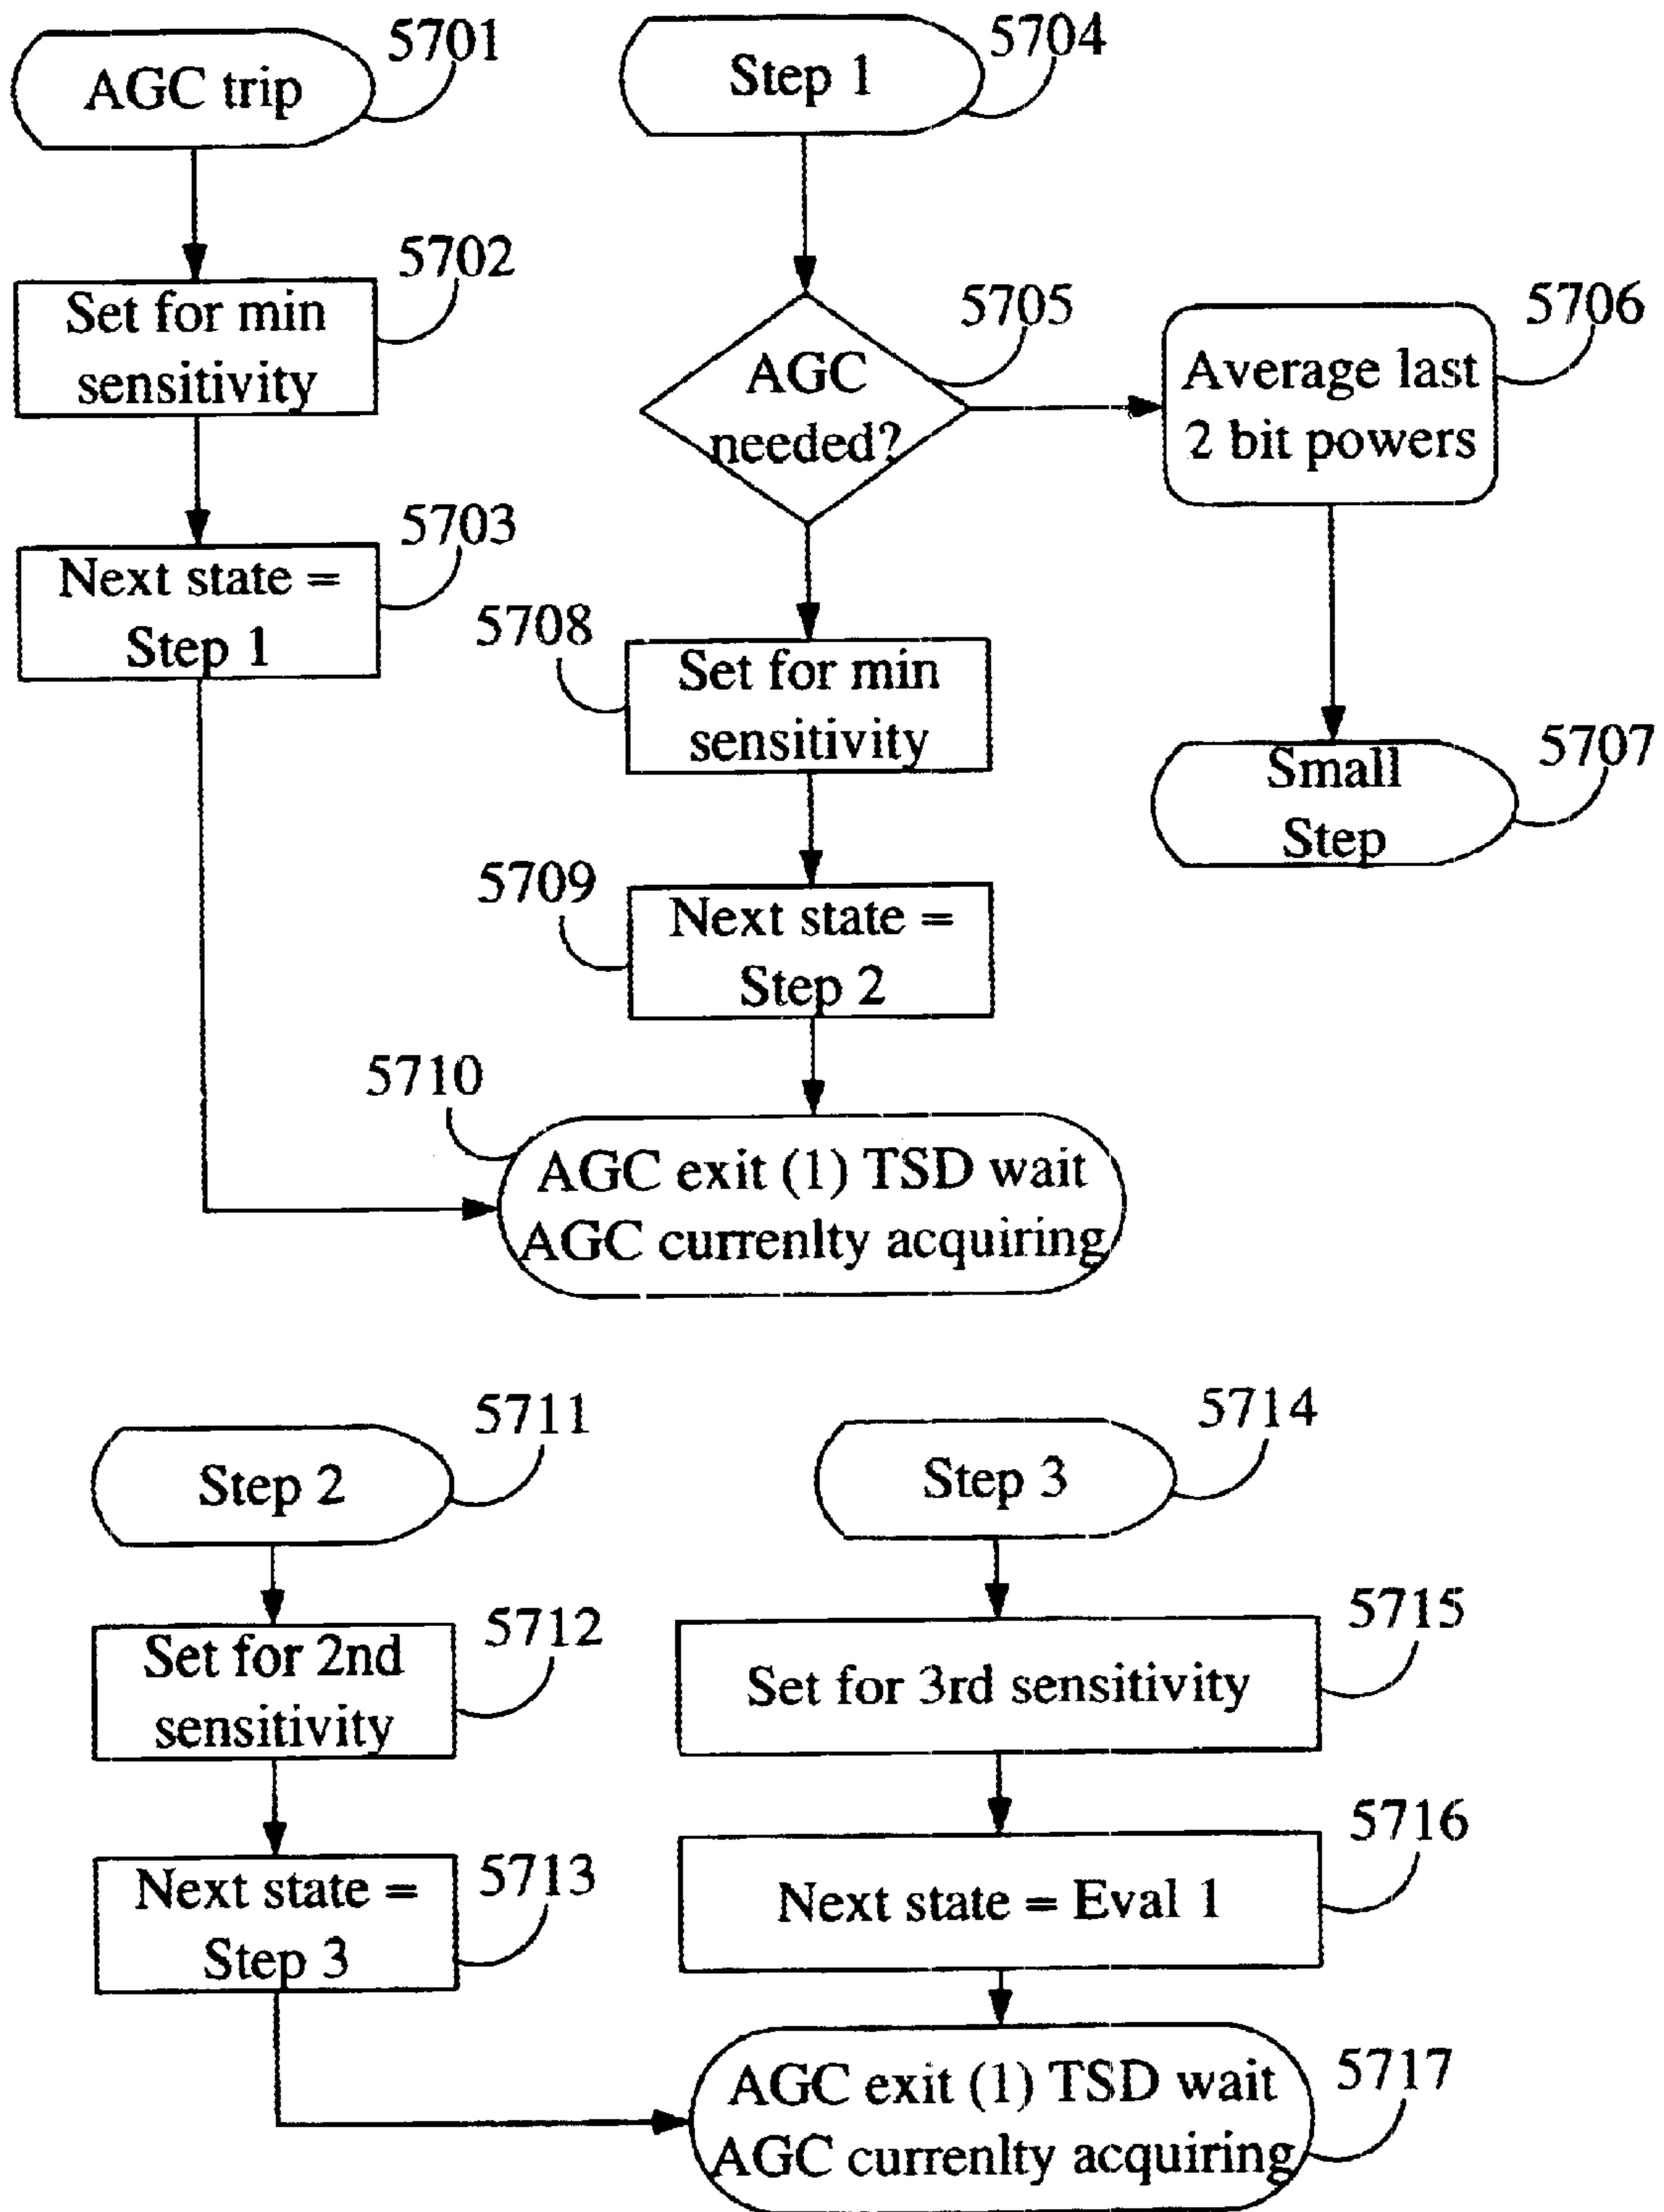 5701
AGC trip
5702
Set for min
sensitivity
5703
Next state =
Step 1
5704
Step 1
5705
AGC
needed?
5706
Average last
2 bit powers
5707
Small
Step
5708
Set for min
sensitivity
5709
Next state =
Step 2
5710
AGC exit (1) TSD wait
AGC currenlty acquiring
5711
Step 2
5712
Set for 2nd
sensitivity
5713
Next state =
Step 3
5714
Step 3
5715
Set for 3rd sensitivity
5716
Next state = Eval 1
5717
AGC exit (1) TSD wait
AGC currenlty acquiring